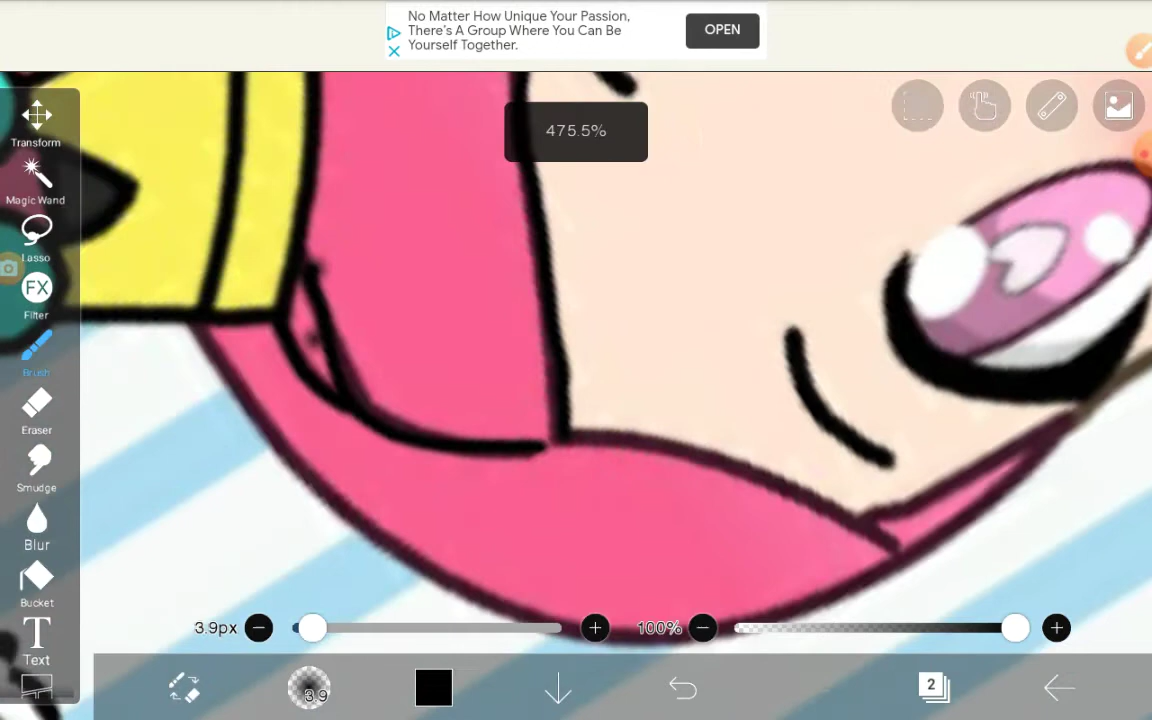 No Matter How Unique Your Passion,
There's A Group Where You Can Be
Yourself Together.
OPEN
475.5%
Transform
Magic Wand
Lasso
FX
Filter
Brush
Eraser
Smudge
Blur
Bucket
T
Text
3.9px
100%
3.9
2